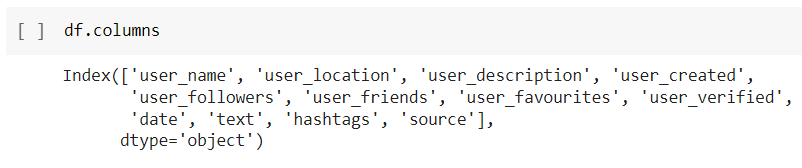 [ ] df.columns
Index(['user_name', 'user_location', 'user_description', 'user_created',
'user_followers', 'user_friends', 'user_favourites', 'user_verified',
'date', 'text', 'hashtags', 'source'],
dtype='object')